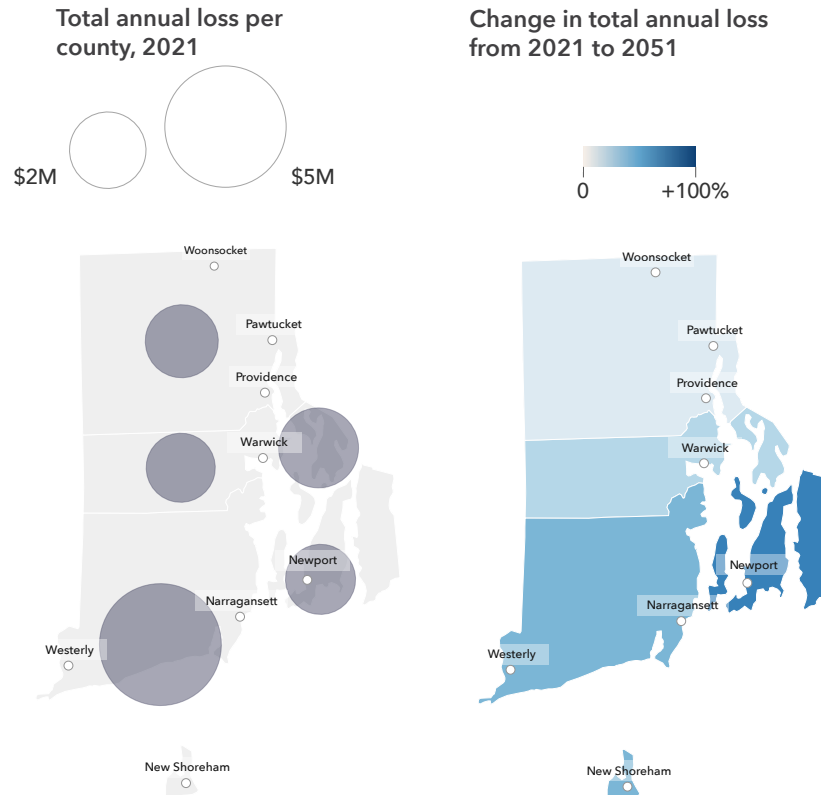 Total annual loss per
county, 2021
$2M
$5M
Woonsocket
Pawtucket
Providence
Warwick
Newport
Narragansett
Westerly
New Shoreham
Change in total annual loss
from 2021 to 2051
0
+100%
Woonsocket
Pawtucket
Providence
Warwick
Newport
Narragansett
Westerly
New Shoreham